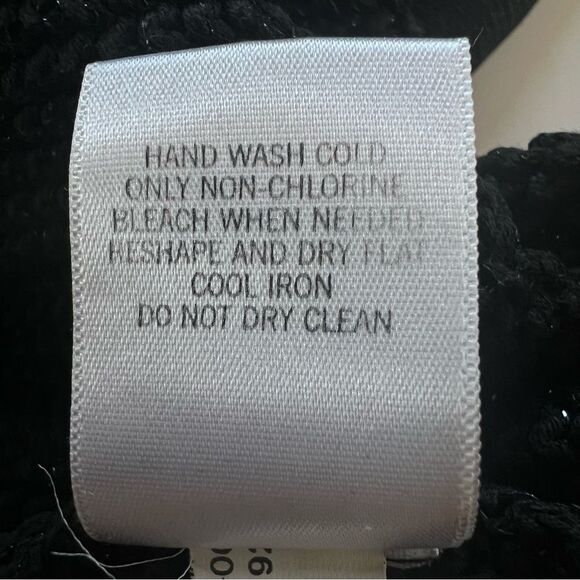 HAND WASH COLD
ONLY NON-CHLORINE
BLEACH WHEN NEEDED
RESHAPE AND DRY FLAT
COOL IRON
DO NOT DRY CLEAN